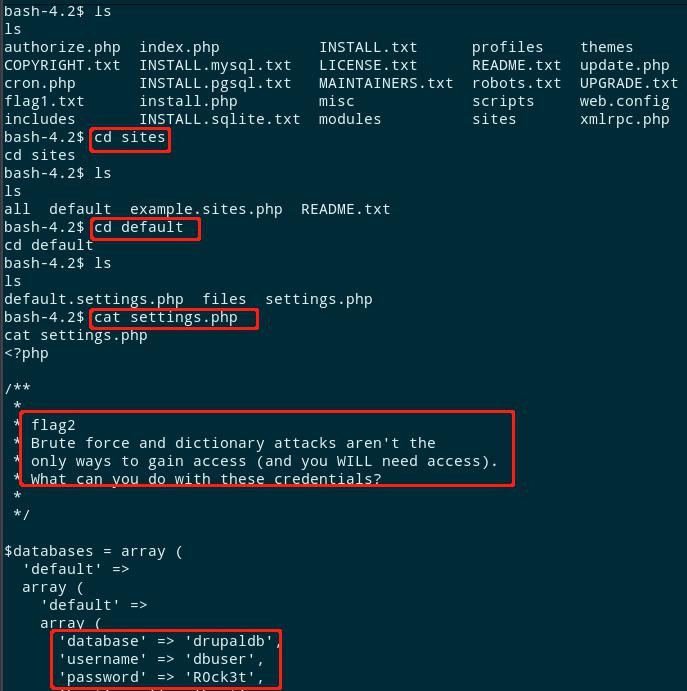 bash-4.2$ ls
ls
authorize.php index.php INSTALL.txt profiles themes
COPYRIGHT.txt INSTALL.mysql.txt LICENSE.txt README.txt update.php
cron.php INSTALL.pgsql.txt MAINTAINERS.txt robots.txt UPGRADE.txt
flag1.txt install.php misc scripts web.config
includes INSTALL.sqlite.txt modules sites xmlrpc.php
bash-4.2$ cd sites
cd sites
bash-4.2$ ls
ls
all default example.sites.php README.txt
bash-4.2$ cd default
cd default
bash-4.2$ ls
ls
default.settings.php files settings.php
bash-4.2$ cat settings.php
cat settings.php
<?php
/**
*
* flag2
* Brute force and dictionary attacks aren't the
* only ways to gain access (and you WILL need access).
* What can you do with these credentials?
*
*/
$databases = array (
'default' =>
array (
'default' =>
array (
'database' => 'drupaldb',
'username' => 'dbuser',
'password' => 'R0ck3t',